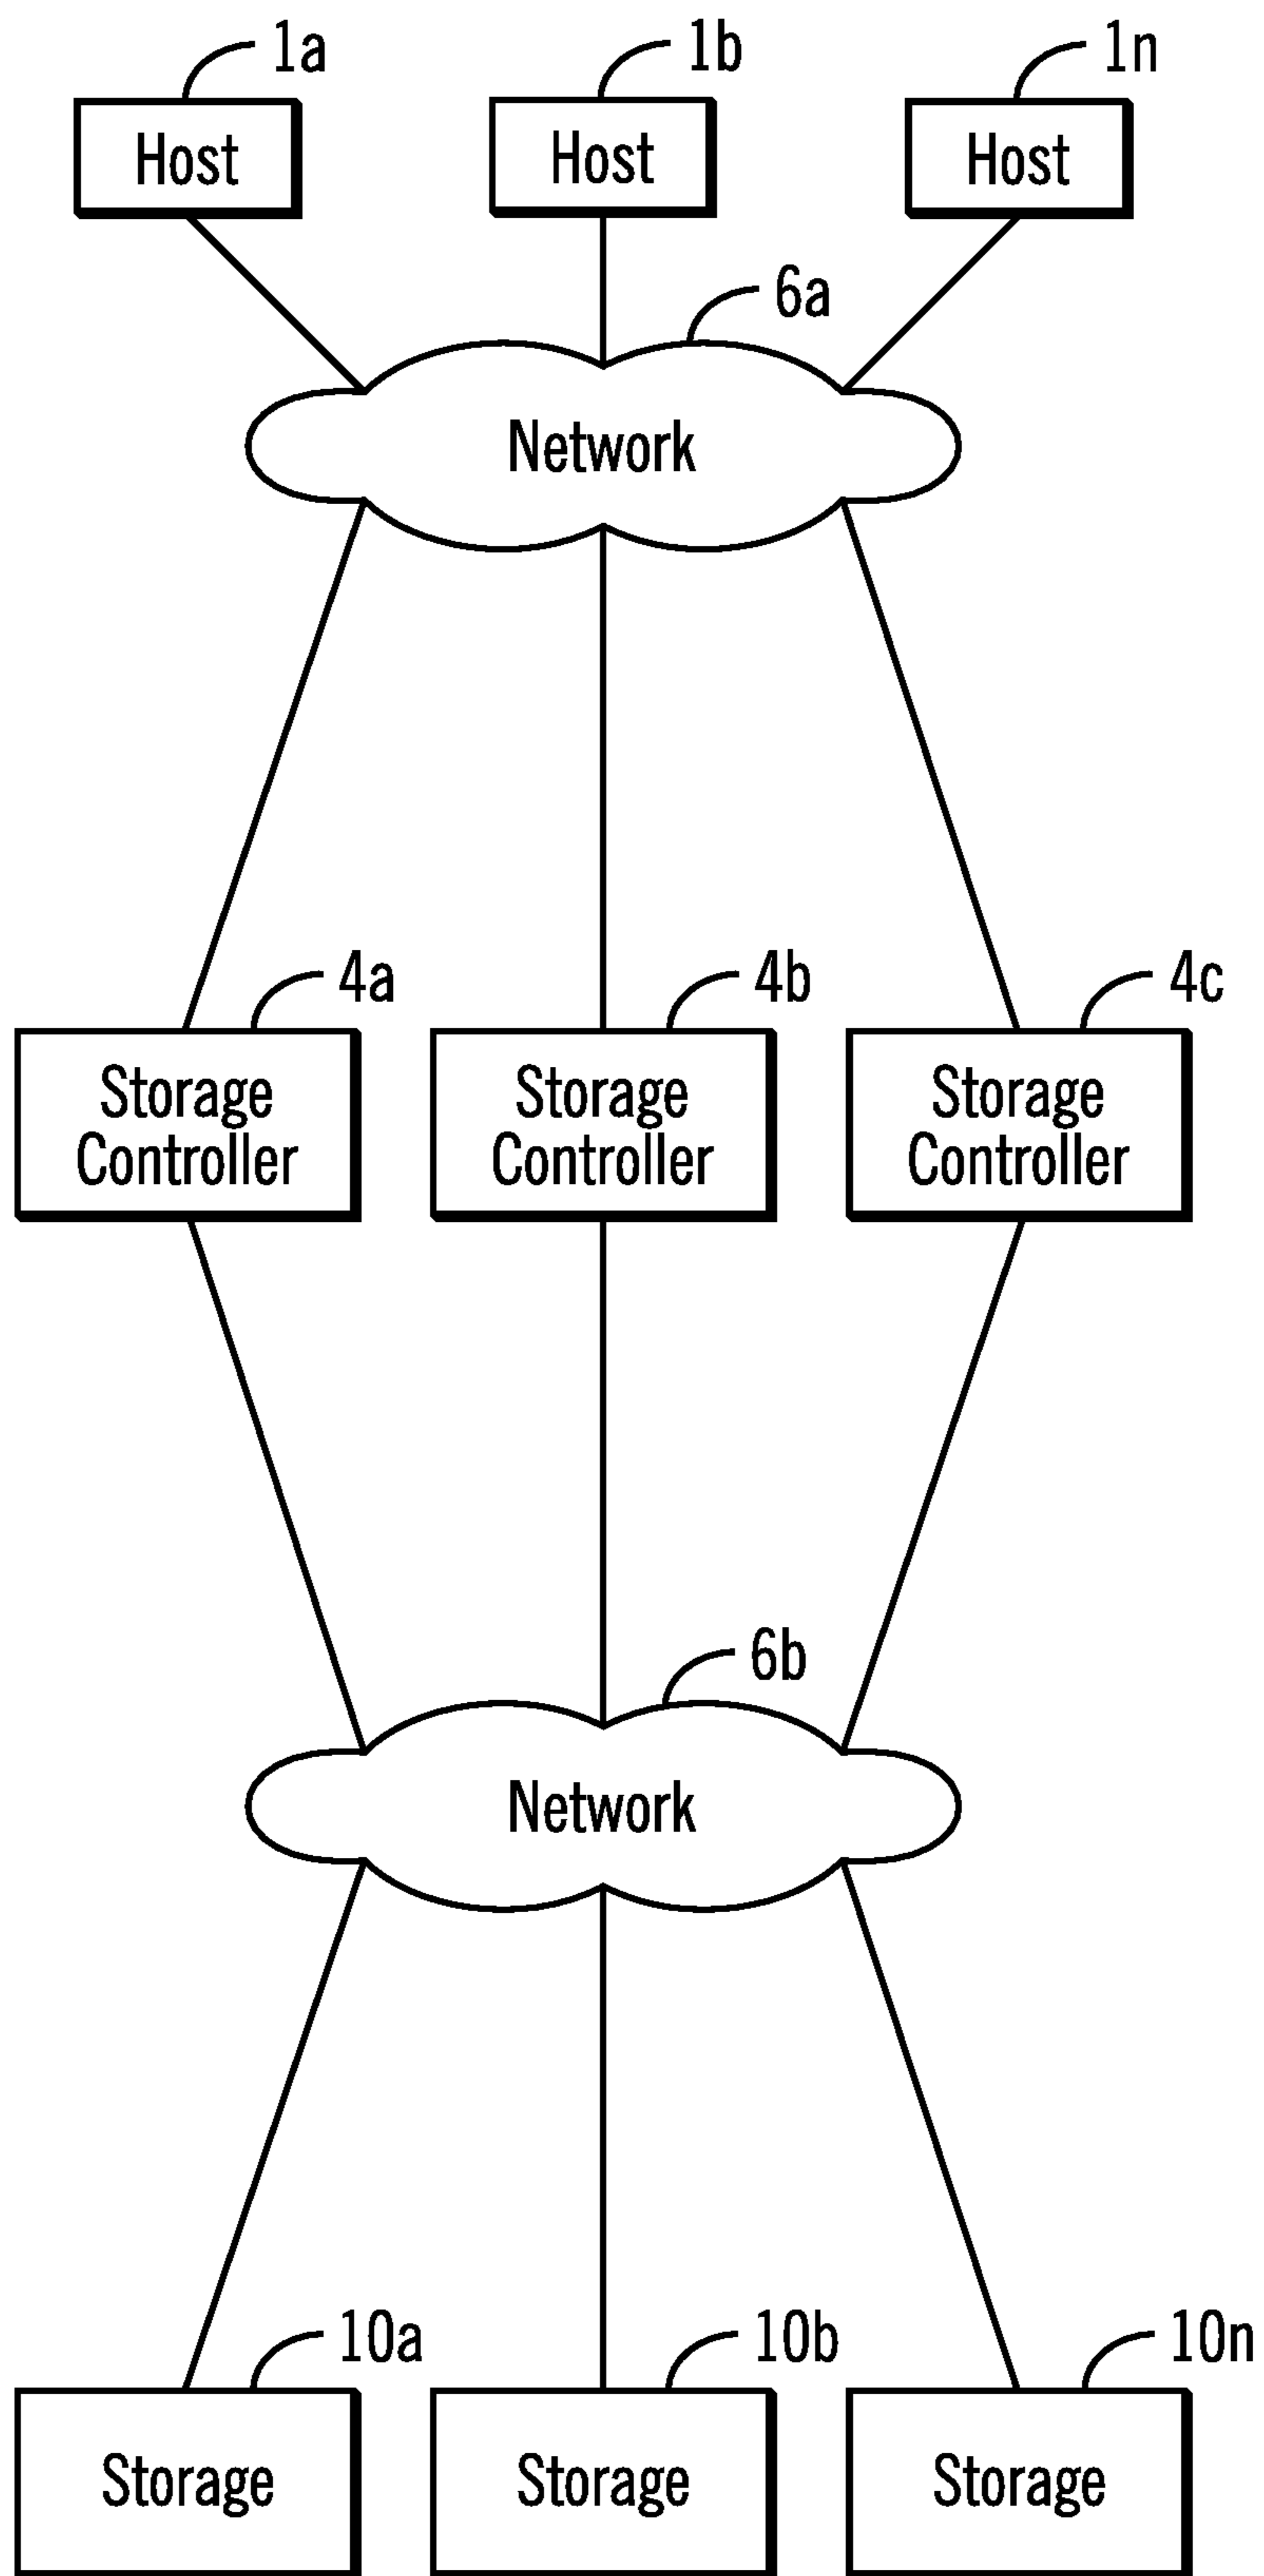 1a
1b
1n
Host
Host
Host
6a
Network
4a
4b
4c
Storage
Controller
Storage
Controller
Storage
Controller
6b
Network
10a
10b
10n
Storage
Storage
Storage